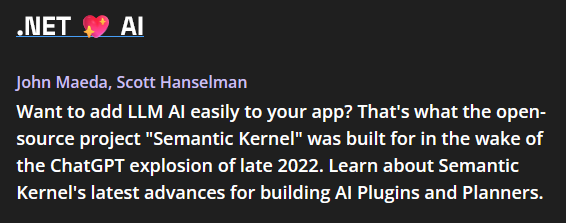 .NET 💖 AI
John Maeda, Scott Hanselman
Want to add LLM AI easily to your app? That's what the open-
source project "Semantic Kernel" was built for in the wake of
the ChatGPT explosion of late 2022. Learn about Semantic
Kernel's latest advances for building AI Plugins and Planners.